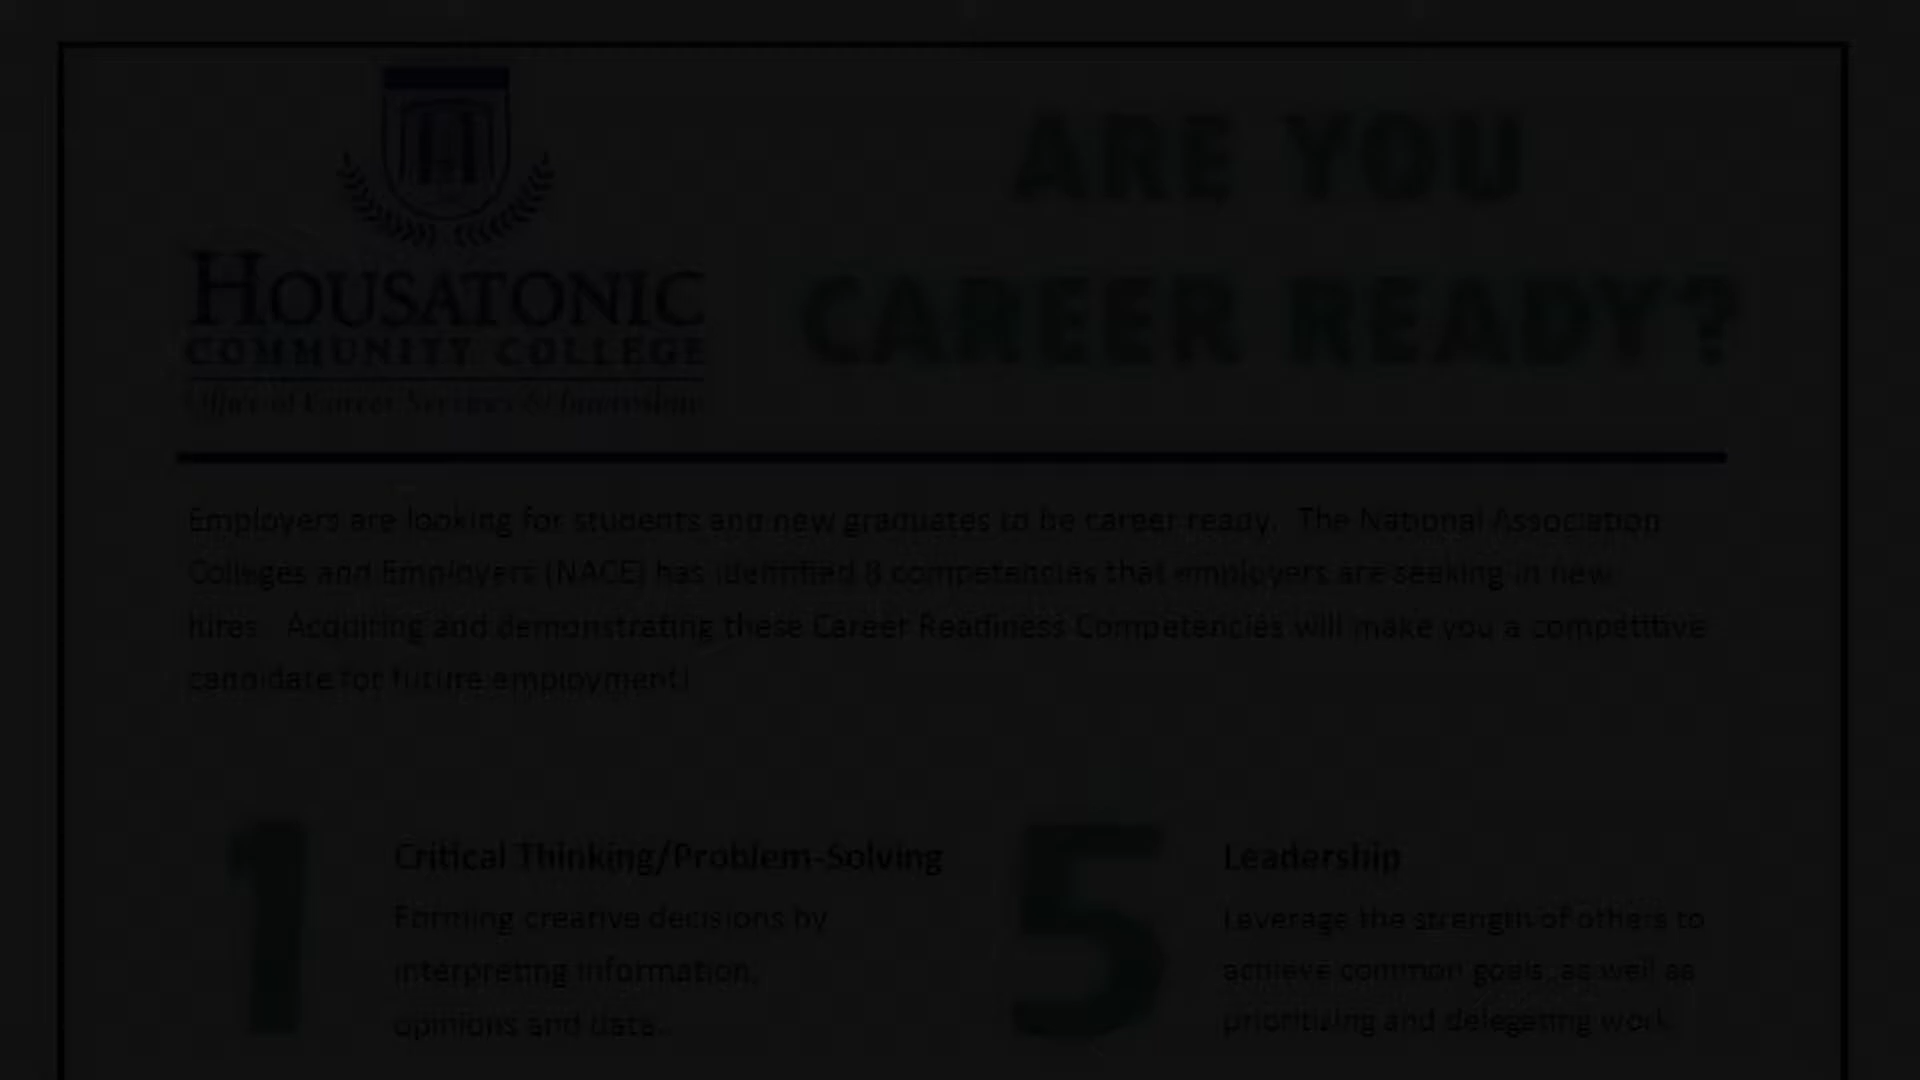 HOUSATONIC
COMMUNITY COLLEGE
Office of Career Services &
ARE YOU
CAREER READY?
Employers are looking for students and new graduates to be career ready. The National Association
Colleges and Employers (NACE) has identified 8 competencies that employers are seeking in new
hires. Acquiring and demonstrating these Career Readiness Competencies will make you a competitive
candidate for future employment!
1
Critical Thinking/Problem-Solving
Forming creative decisions by
interpreting information,
opinions and data.
5
Leadership
Leverage the strength of others to
achieve common goals, as well as
prioritizing and delegating work.